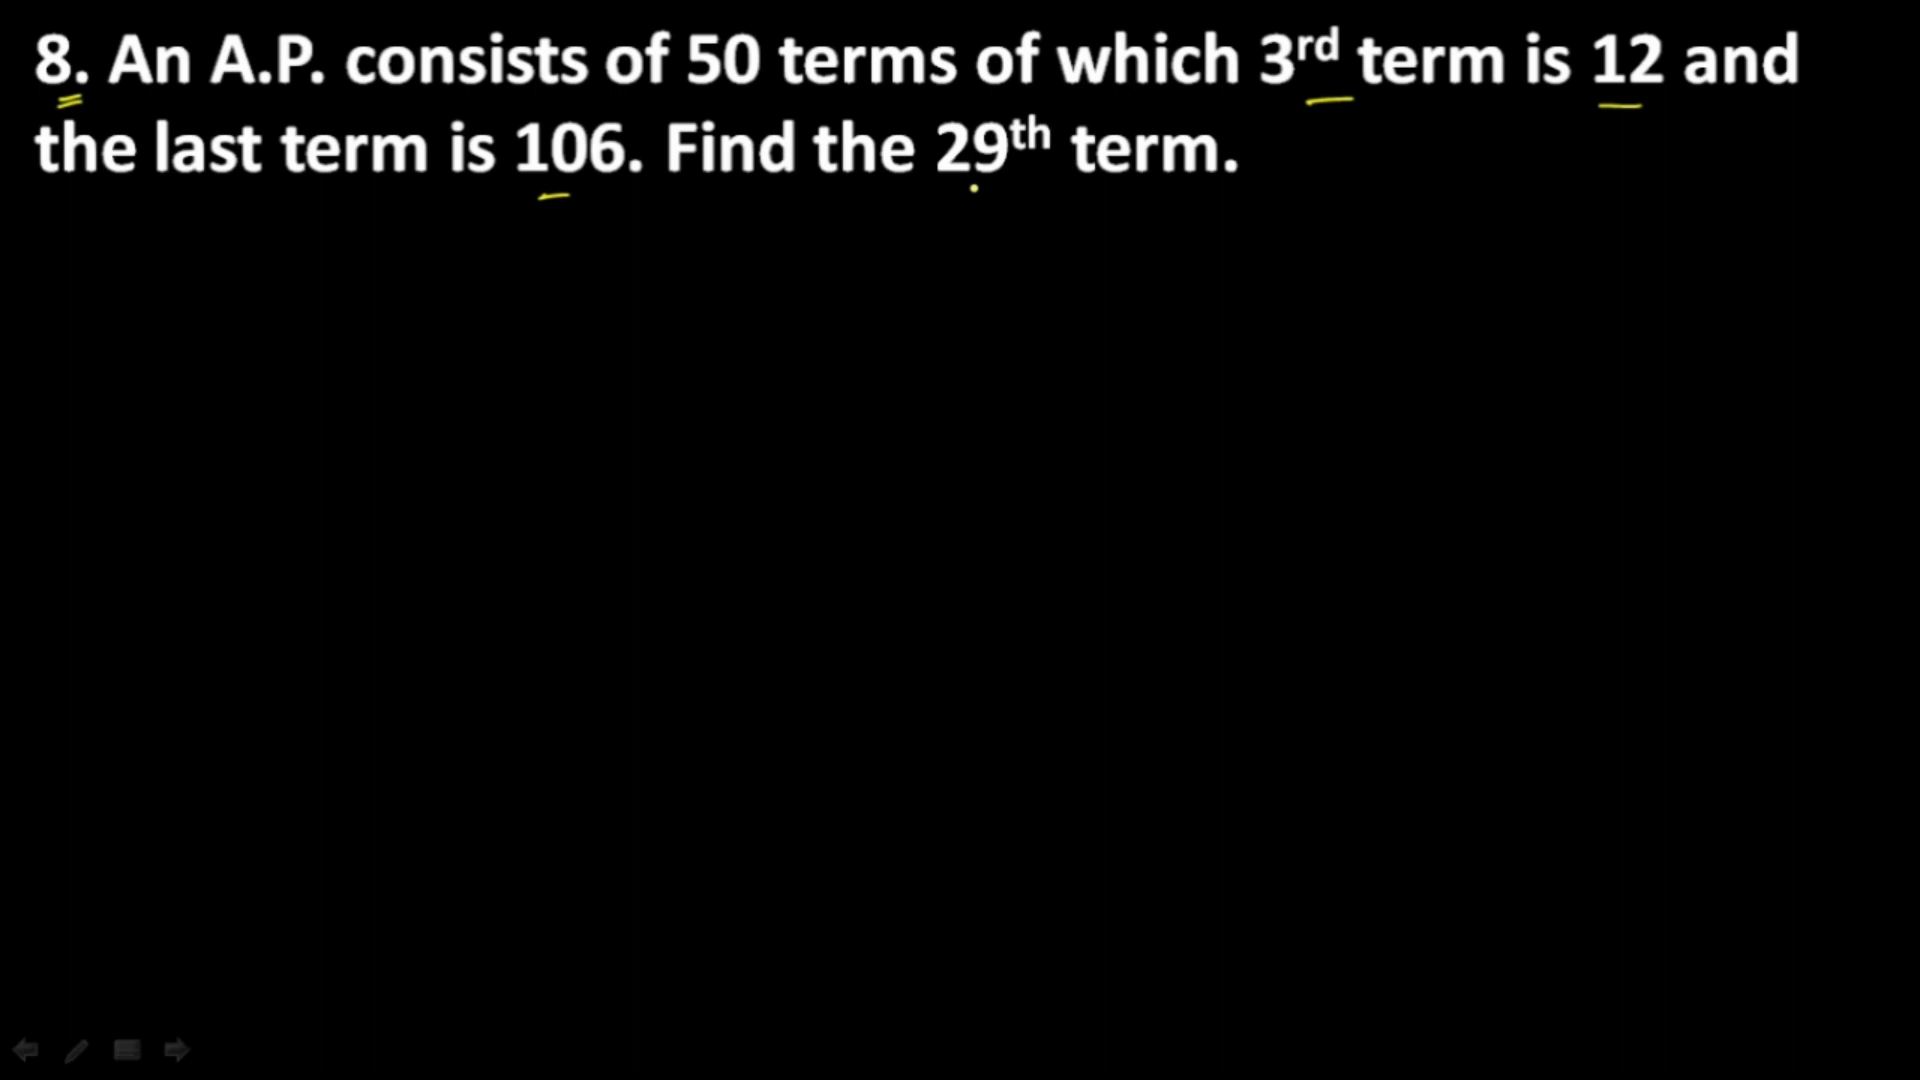 8. An A.P. consists of 50 terms of which 3rd term is 12 and
the last term is 106. Find the 29th term.